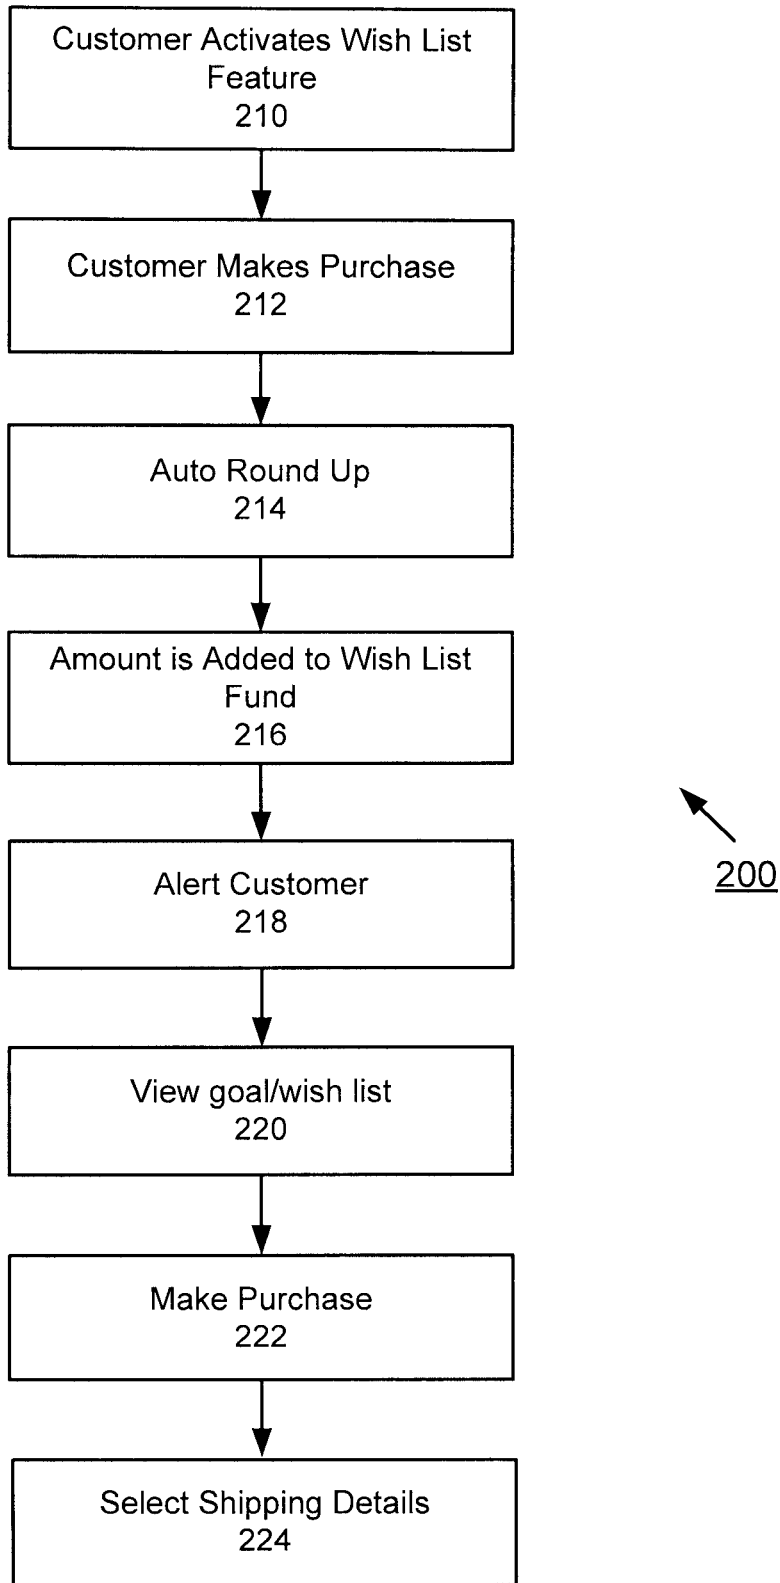 Customer Activates Wish List
Feature
210
Customer Makes Purchase
212
Auto Round Up
214
Amount is Added to Wish List
Fund
216
Alert Customer
218
200
View goal/wish list
220
Make Purchase
222
Select Shipping Details
224